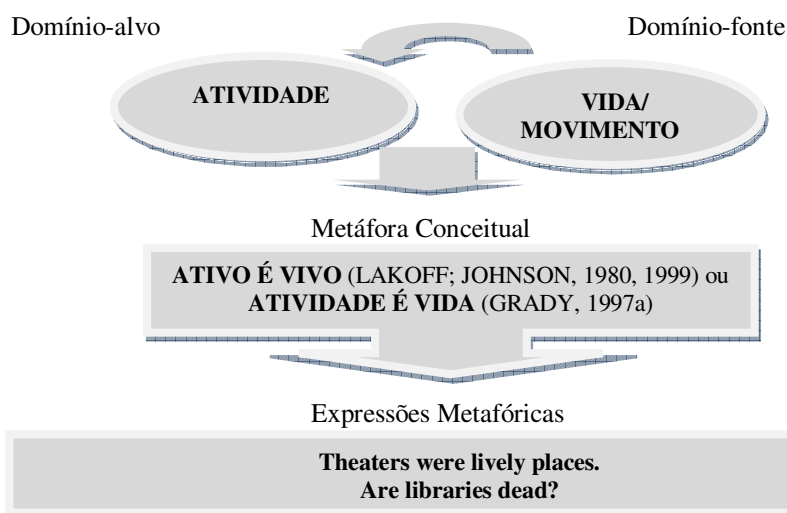 Domínio-alvo
Domínio-fonte
ATIVIDADE
VIDA/
MOVIMENTO
Metáfora Conceitual
ATIVO É VIVO (LAKOFF; JOHNSON, 1980, 1999) ou
ATIVIDADE É VIDA (GRADY, 1997a)
Expressões Metafóricas
Theaters were lively places.
Are libraries dead?